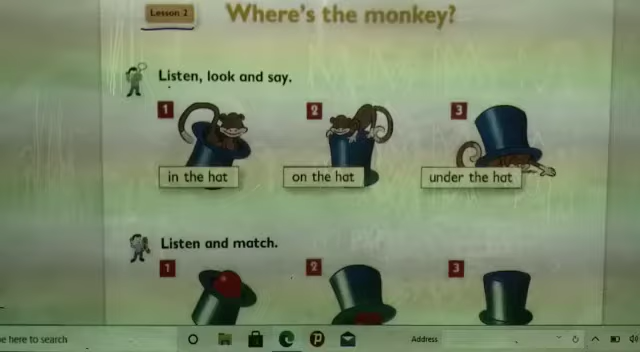 Lesson 2
Where's the monkey?
Listen, look and say.
1 2 3
in the hat on the hat under the hat
Listen and match.
1 2 3
e here to search
Address